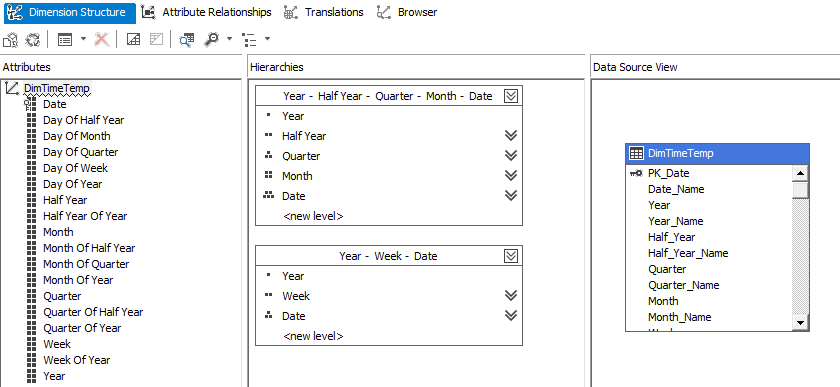 Dimension Structure
Attribute Relationships
Translations
Browser
Attributes
DimTimeTemp
Date
Day Of Half Year
Day Of Month
Day Of Quarter
Day Of Week
Day Of Year
Half Year
Half Year Of Year
Month
Month Of Half Year
Month Of Quarter
Month Of Year
Quarter
Quarter Of Half Year
Quarter Of Year
Week
Week Of Year
Year
Hierarchies
Year - Half Year - Quarter - Month - Date
Year
Half Year
Quarter
Month
Date
<new level>
Year - Week - Date
Year
Week
Date
<new level>
Data Source View
DimTimeTemp
PK_Date
Date_Name
Year
Year_Name
Half_Year
Half_Year_Name
Quarter
Quarter_Name
Month
Month_Name